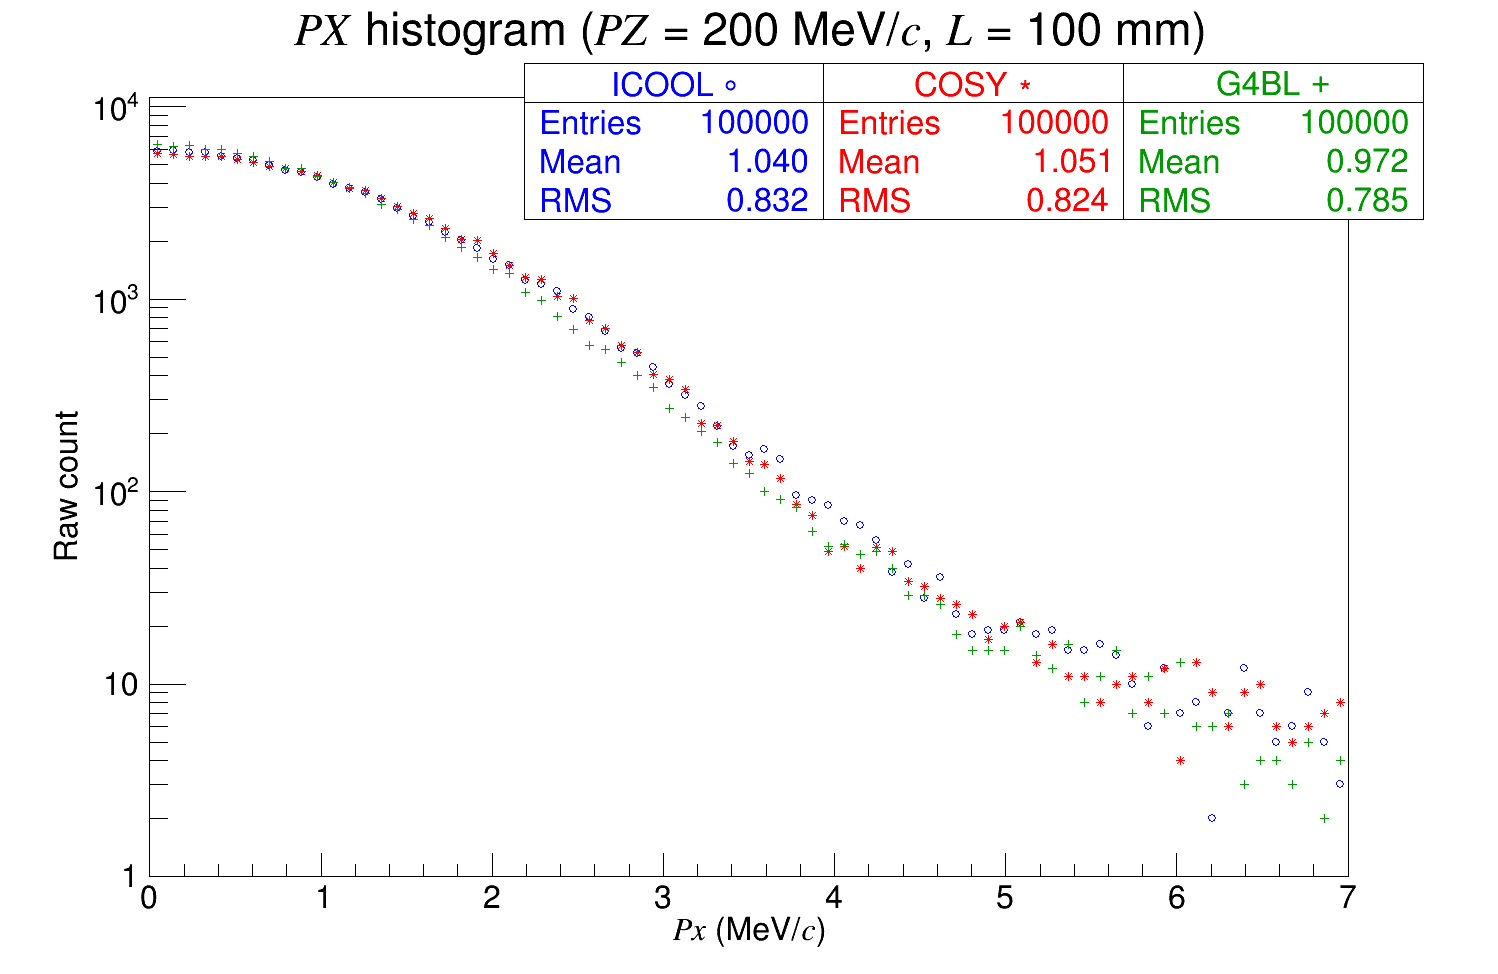 PX histogram (PZ = 200 MeV/c, L = 100 mm)
ICOOL COSY * G4BL +
Entries 100000 Entries 100000 Entries 100000
Mean 1.040 Mean 1.051 Mean 0.972
RMS 0.832 RMS 0.824 RMS 0.785
10⁴
10³
10²
10
1
Raw count
0 1 2 3 4 5 6 7
Px (MeV/c)